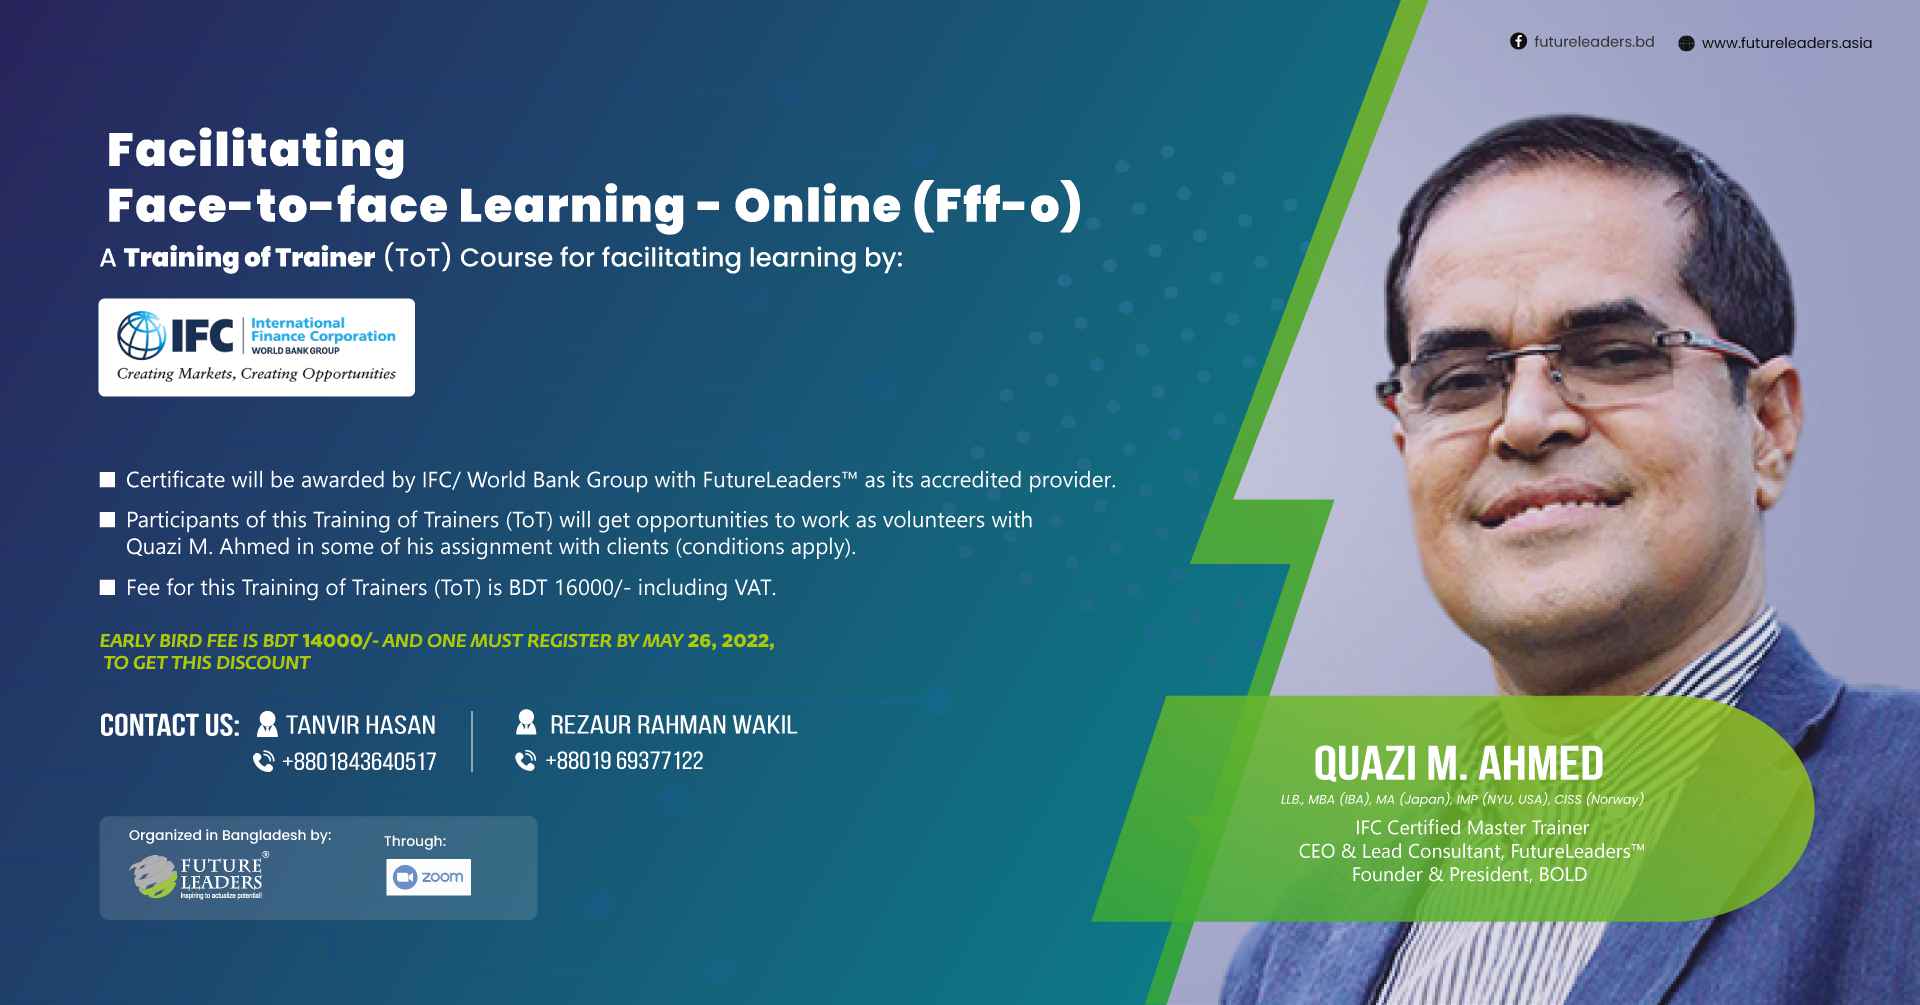 futureleaders.bd
www.futureleaders.asia
Facilitating
Face-to-face Learning - Online (Fff-o)
A Training of Trainer (ToT) Course for facilitating learning by:
IFC
International
Finance Corporation
WORLD BANK GROUP
Creating Markets, Creating Opportunities
Certificate will be awarded by IFC/ World Bank Group with FutureLeaders™ as its accredited provider.
Participants of this Training of Trainers (ToT) will get opportunities to work as volunteers with
Quazi M. Ahmed in some of his assignment with clients (conditions apply).
Fee for this Training of Trainers (ToT) is BDT 16000/- including VAT.
EARLY BIRD FEE IS BDT 14000/- AND ONE MUST REGISTER BY MAY 26, 2022,
TO GET THIS DISCOUNT
CONTACT US:
TANVIR HASAN
+8801843640517
REZAUR RAHMAN WAKIL
+88019 69377122
Organized in Bangladesh by:
FUTURE®
LEADERS
Inspiring to actualize potential!
Through:
zoom
QUAZI M. AHMED
LLB., MBA (IBA), MA (Japan), IMP (NYU, USA), CISS (Norway)
IFC Certified Master Trainer
CEO & Lead Consultant, FutureLeaders™
Founder & President, BOLD